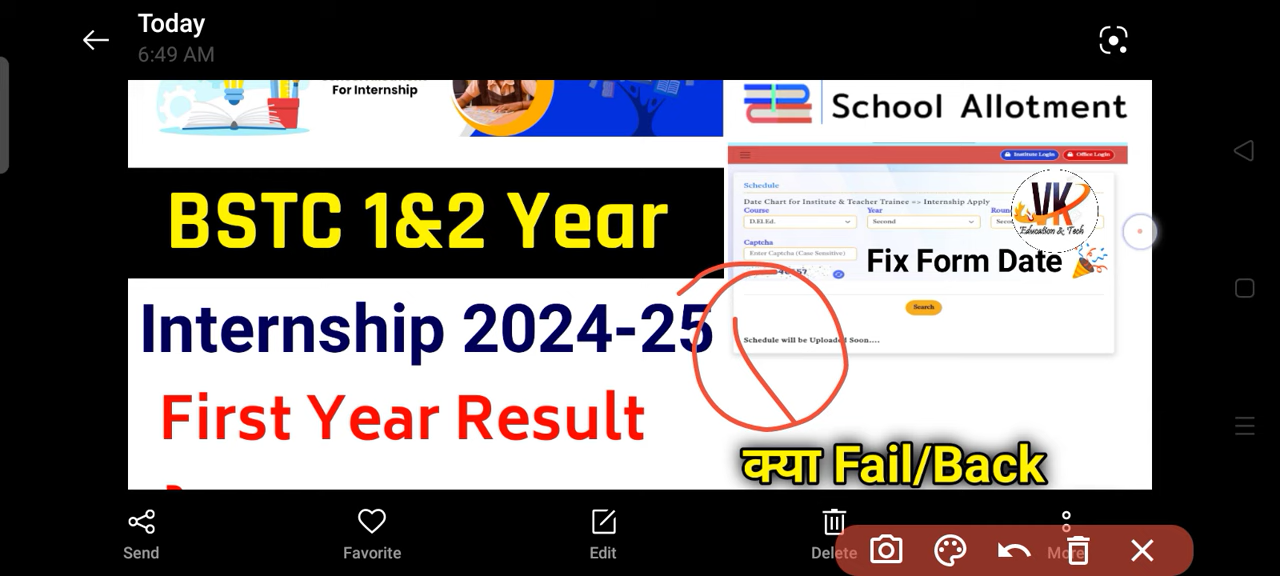 Today
6:49 AM
For Internship
School Allotment
Institute Login
Office Login
Schedule
Date Chart for Institute & Teacher Trainee => Internship Apply
Course
Year
D.El.Ed.
Second
VK
Education & Tech
Captcha
Enter Captcha (Case Sensitive)
BSTC 1&2 Year
Fix Form Date
Search
Internship 2024-25
Schedule will be Uploaded Soon....
First Year Result
क्या Fail/Back
Send
Favorite
Edit
Delete
More